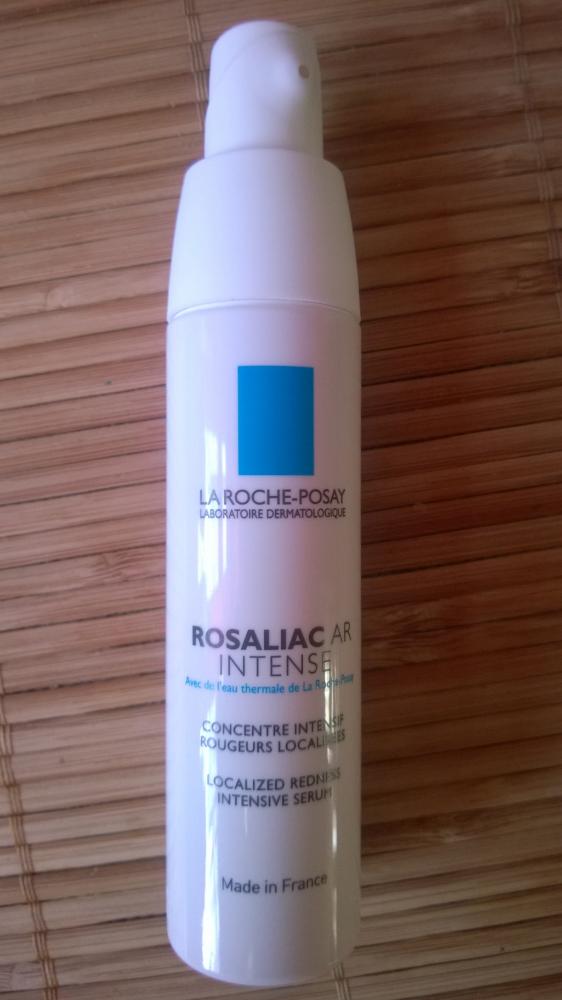 LA ROCHE-POSAY
LABORATOIRE DERMATOLOGIQUE
ROSALIAC AR
INTENSE
Avec de l'eau thermale de La Roche-Posay
CONCENTRE INTENSIF
ROUGEURS LOCALISEES
LOCALIZED REDNESS
INTENSIVE SERUM
Made in France